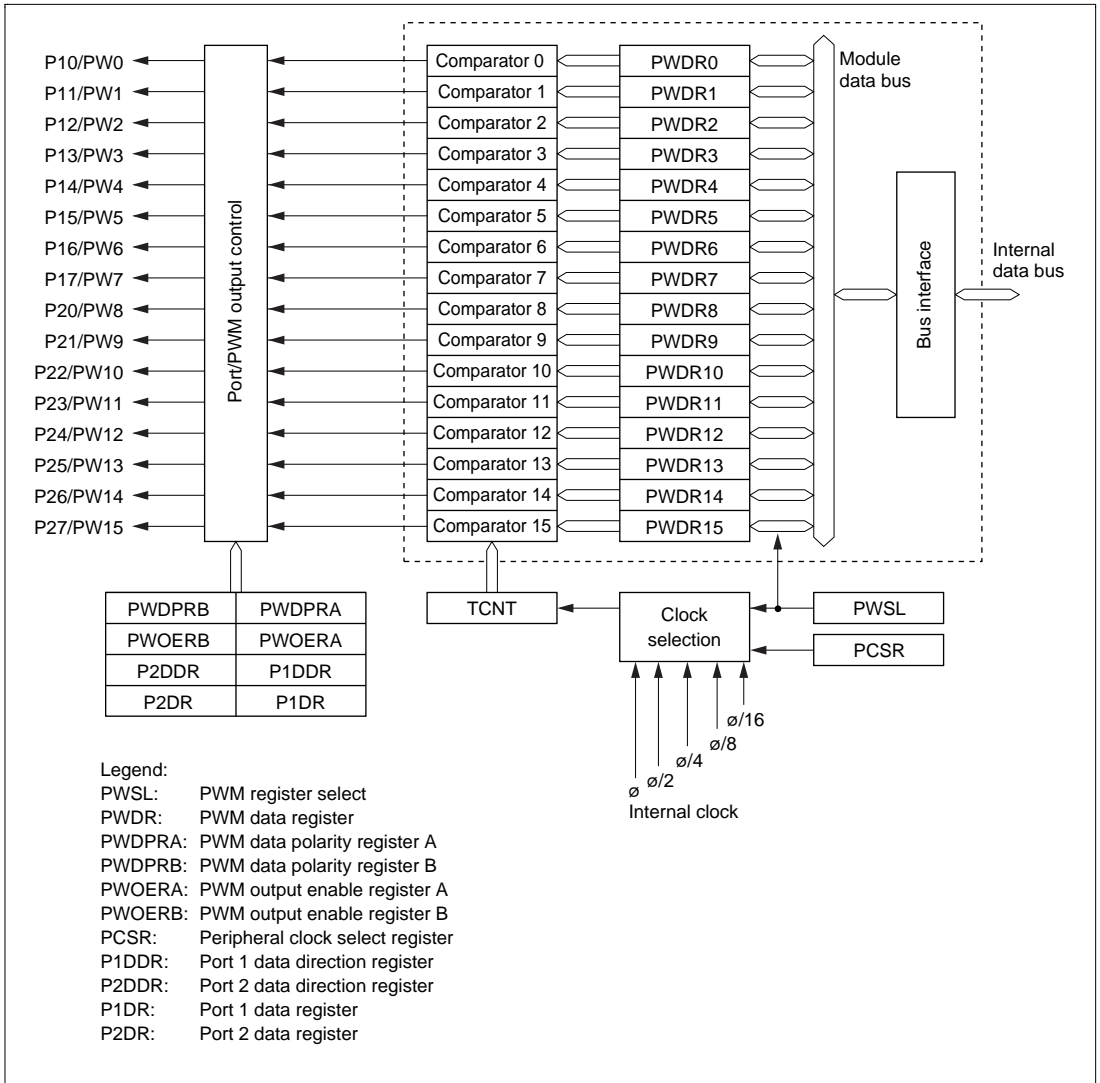 P10/PW0 Comparator 0 PWDR0 Module
P11/PW1 Comparator 1 PWDR1 data bus
P12/PW2 Comparator 2 PWDR2
P13/PW3 Comparator 3 PWDR3
P14/PW4 Comparator 4 PWDR4
P15/PW5 Comparator 5 PWDR5
P16/PW6 Comparator 6 PWDR6 Internal
P17/PW7 Comparator 7 PWDR7 data bus
P20/PW8 Comparator 8 PWDR8
P21/PW9 Comparator 9 PWDR9
P22/PW10 Comparator 10 PWDR10
P23/PW11 Comparator 11 PWDR11
P24/PW12 Comparator 12 PWDR12
P25/PW13 Comparator 13 PWDR13
P26/PW14 Comparator 14 PWDR14
P27/PW15 Comparator 15 PWDR15
Port/PWM output control
Bus interface
PWDPRB PWDPRA TCNT Clock PWSL
PWOERB PWOERA selection PCSR
P2DDR P1DDR
P2DR P1DR
ø/16
ø/8
ø/4
ø/2
ø
Internal clock
Legend:
PWSL: PWM register select
PWDR: PWM data register
PWDPRA: PWM data polarity register A
PWDPRB: PWM data polarity register B
PWOERA: PWM output enable register A
PWOERB: PWM output enable register B
PCSR: Peripheral clock select register
P1DDR: Port 1 data direction register
P2DDR: Port 2 data direction register
P1DR: Port 1 data register
P2DR: Port 2 data register